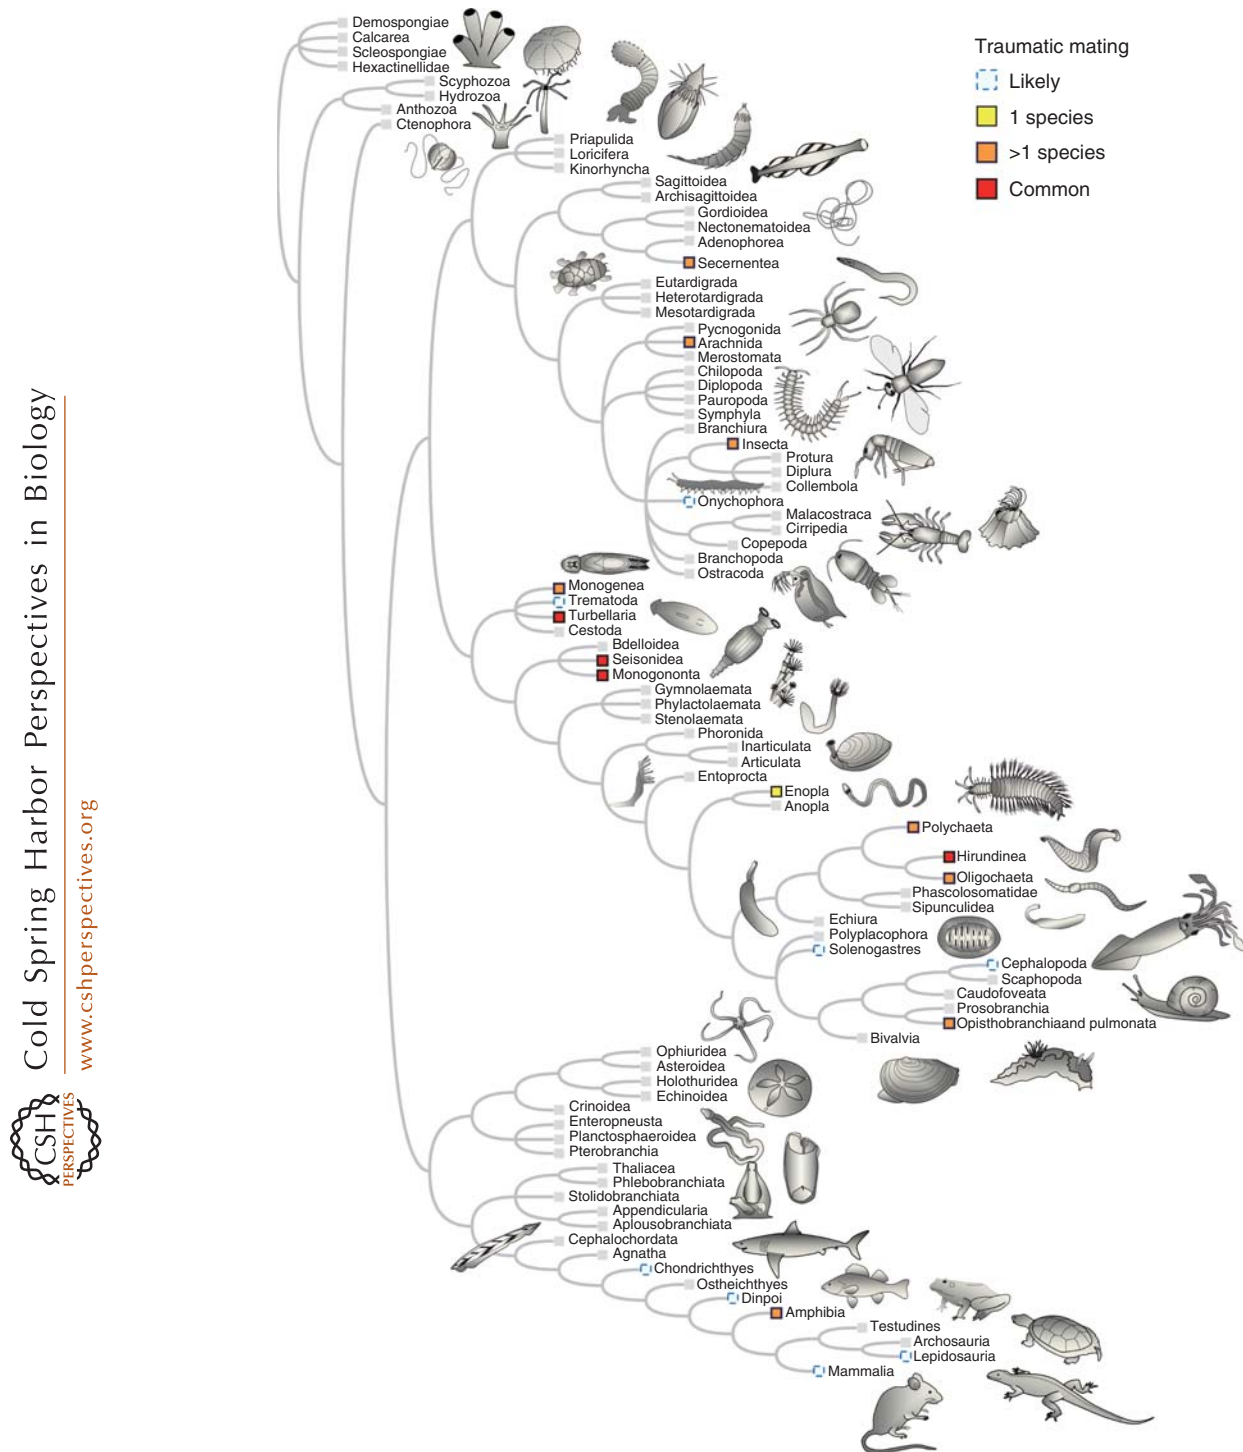 Cold Spring Harbor Perspectives in Biology
www.cshperspectives.org
CSH
PERSPECTIVES
Traumatic mating
Likely
1 species
>1 species
Common
Demospongiae
Calcarea
Scleospongiae
Hexactinellidae
Scyphozoa
Hydrozoa
Anthozoa
Ctenophora
Priapulida
Loricifera
Kinorhyncha
Sagittoidea
Archisagittoidea
Gordioidea
Nectonematoidea
Adenophorea
Secernentea
Eutardigrada
Heterotardigrada
Mesotardigrada
Pycnogonida
Arachnida
Merostomata
Chilopoda
Diplopoda
Pauropoda
Symphyla
Branchiura
Insecta
Protura
Diplura
Collembola
Onychophora
Malacostraca
Cirripedia
Copepoda
Branchopoda
Ostracoda
Monogenea
Trematoda
Turbellaria
Cestoda
Bdelloidea
Seisonidea
Monogononta
Gymnolaemata
Phylactolaemata
Stenolaemata
Phoronida
Inarticulata
Articulata
Entoprocta
Enopla
Anopla
Polychaeta
Hirundinea
Oligochaeta
Phascolosomatidae
Sipunculidea
Echiura
Polyplacophora
Solenogastres
Cephalopoda
Scaphopoda
Caudofoveata
Prosobranchia
Opisthobranchiaand pulmonata
Bivalvia
Ophiuridea
Asteroidea
Holothuridea
Echinoidea
Crinoidea
Enteropneusta
Planctosphaeroidea
Pterobranchia
Thaliacea
Phlebobranchiata
Stolidobranchiata
Appendicularia
Aplousobranchiata
Cephalochordata
Agnatha
Chondrichthyes
Ostheichthyes
Dinpoi
Amphibia
Testudines
Archosauria
Lepidosauria
Mammalia